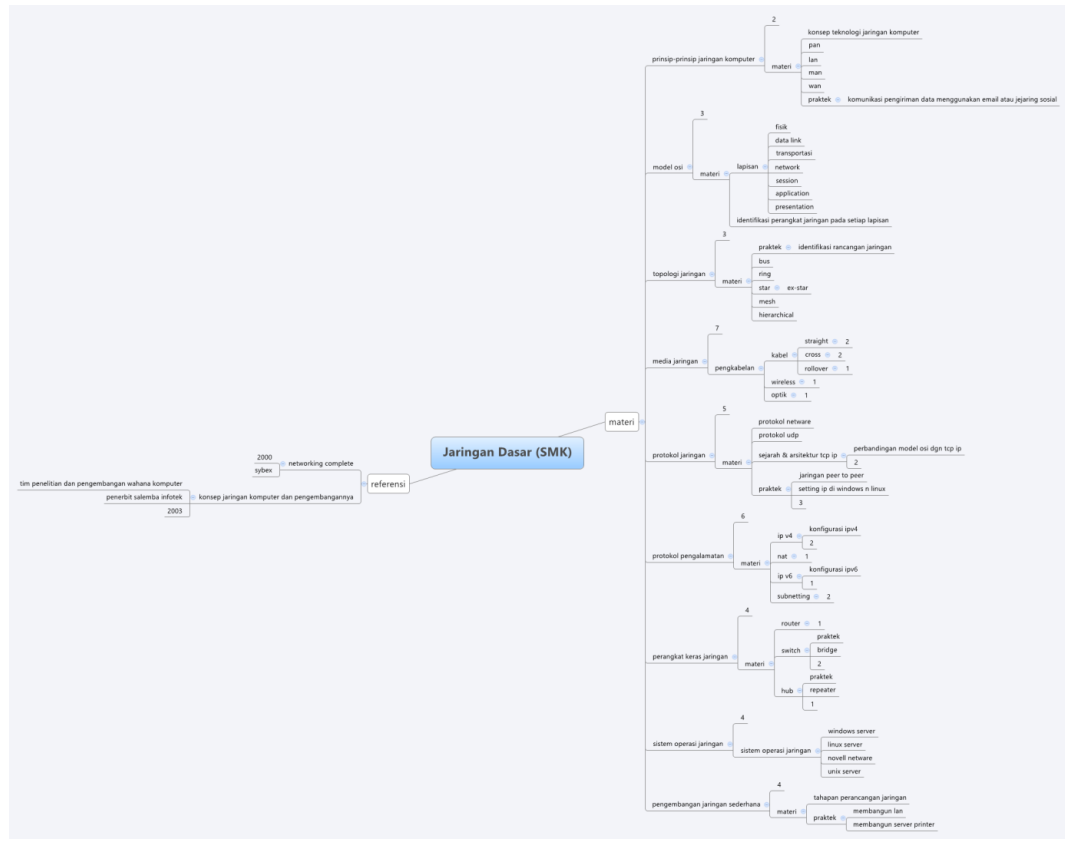 Jaringan Dasar (SMK)
materi
prinsip-prinsip jaringan komputer
2
materi
konsep teknologi jaringan komputer
pan
lan
man
wan
praktek
komunikasi pengiriman data menggunakan email atau jejaring sosial
model osi
3
materi
lapisan
fisik
data link
transportasi
network
session
application
presentation
identifikasi perangkat jaringan pada setiap lapisan
topologi jaringan
3
materi
praktek
identifikasi rancangan jaringan
bus
ring
star
ex-star
mesh
hierarchical
media jaringan
7
pengkabelan
kabel
straight
2
cross
2
rollover
1
wireless
1
optik
1
protokol jaringan
5
materi
protokol netware
protokol udp
sejarah & arsitektur tcp ip
perbandingan model osi dgn tcp ip
2
praktek
jaringan peer to peer
setting ip di windows n linux
3
protokol pengalamatan
6
materi
ip v4
konfigurasi ipv4
2
nat
1
ip v6
konfigurasi ipv6
1
subnetting
2
perangkat keras jaringan
4
materi
router
1
switch
praktek
bridge
2
hub
praktek
repeater
1
sistem operasi jaringan
4
sistem operasi jaringan
windows server
linux server
novell netware
unix server
pengembangan jaringan sederhana
4
materi
tahapan perancangan jaringan
praktek
membangun lan
membangun server printer
referensi
networking complete
2000
sybex
konsep jaringan komputer dan pengembangannya
tim penelitian dan pengembangan wahana komputer
penerbit salemba infotek
2003